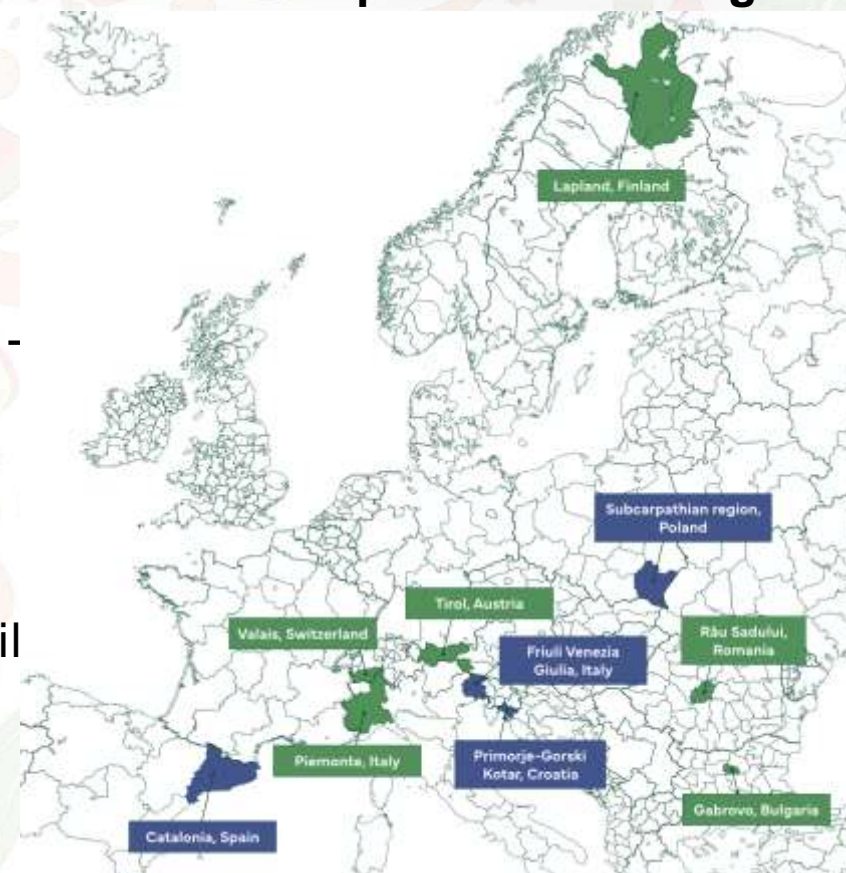 Lapland, Finland
-
Subcarpathian region,
Poland
Tirol, Austria
il
Valais, Switzerland
Friuli Venezia
Giulia, Italy
Râu Sadului,
Romania
Piemonte, Italy
Primorje-Gorski
Kotar, Croatia
Gabrovo, Bulgaria
Catalonia, Spain